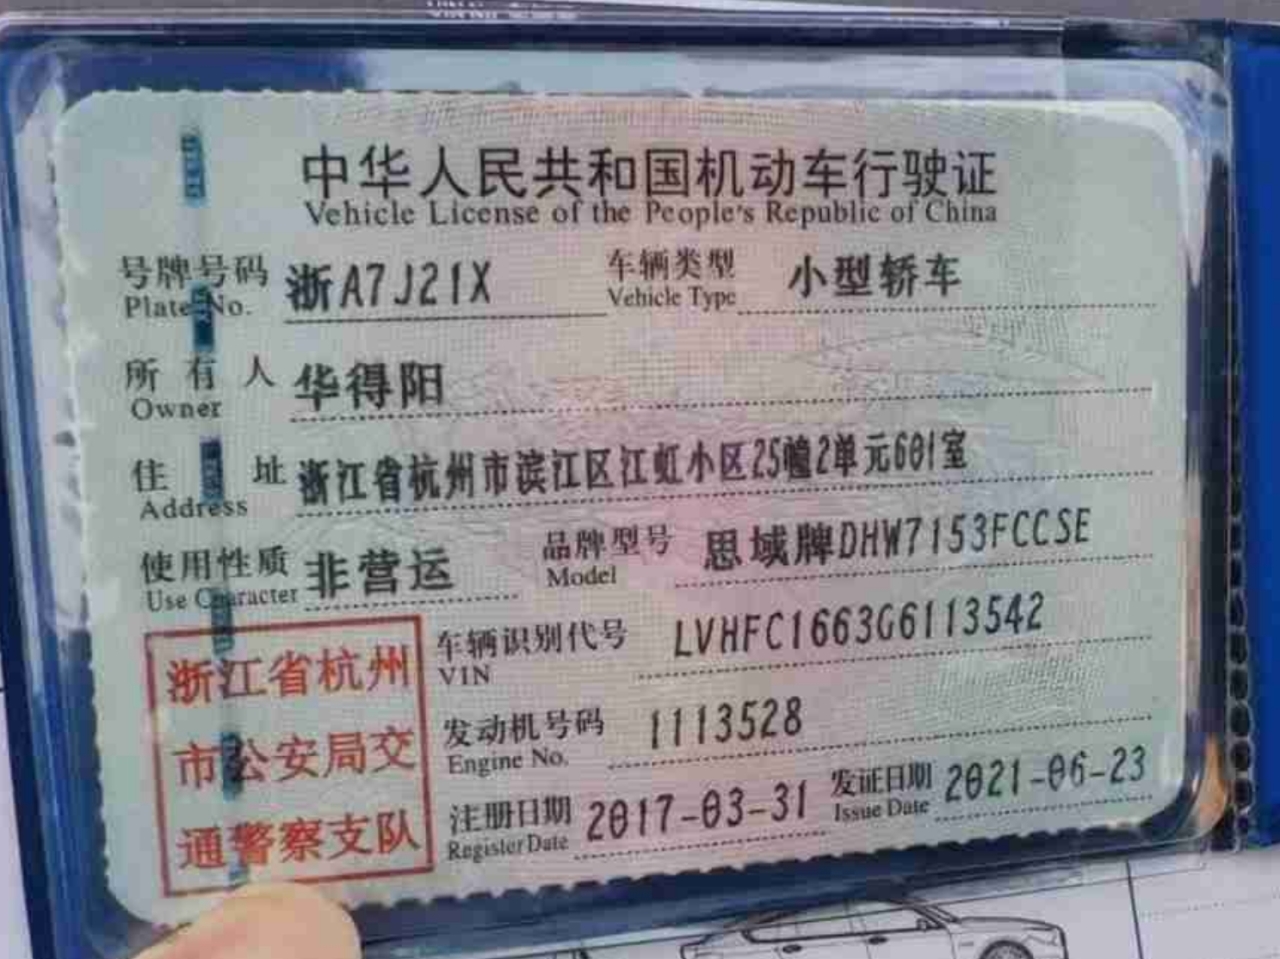 中华人民共和国机动车行驶证
Vehicle License of the People's Republic of China
号牌号码 浙A7J21X 车辆类型 小型轿车
Plate No. Vehicle Type
所有人 华得阳
Owner
住址 浙江省杭州市滨江区江虹小区25幢2单元601室
Address
使用性质 非营运 品牌型号 思域牌DHW7153FCCSE
Use Character Model
浙江省杭州
市公安局交
通警察支队
车辆识别代号 LVHFC1663G6113542
VIN
发动机号码 1113528
Engine No.
注册日期 2017-03-31 发证日期 2021-06-23
Register Date Issue Date